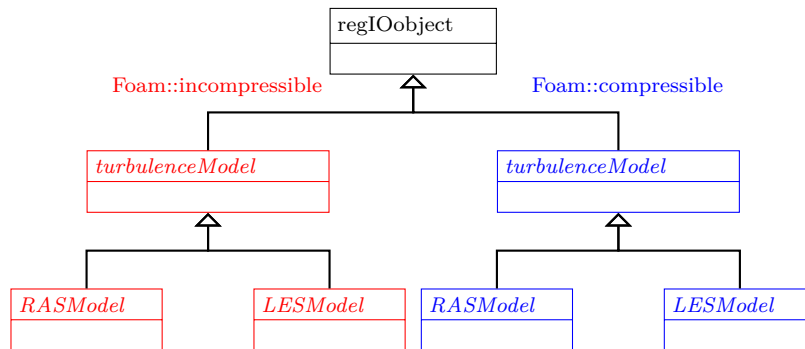 regIOobject
Foam::incompressible
Foam::compressible
turbulenceModel
turbulenceModel
RASModel
LESModel
RASModel
LESModel